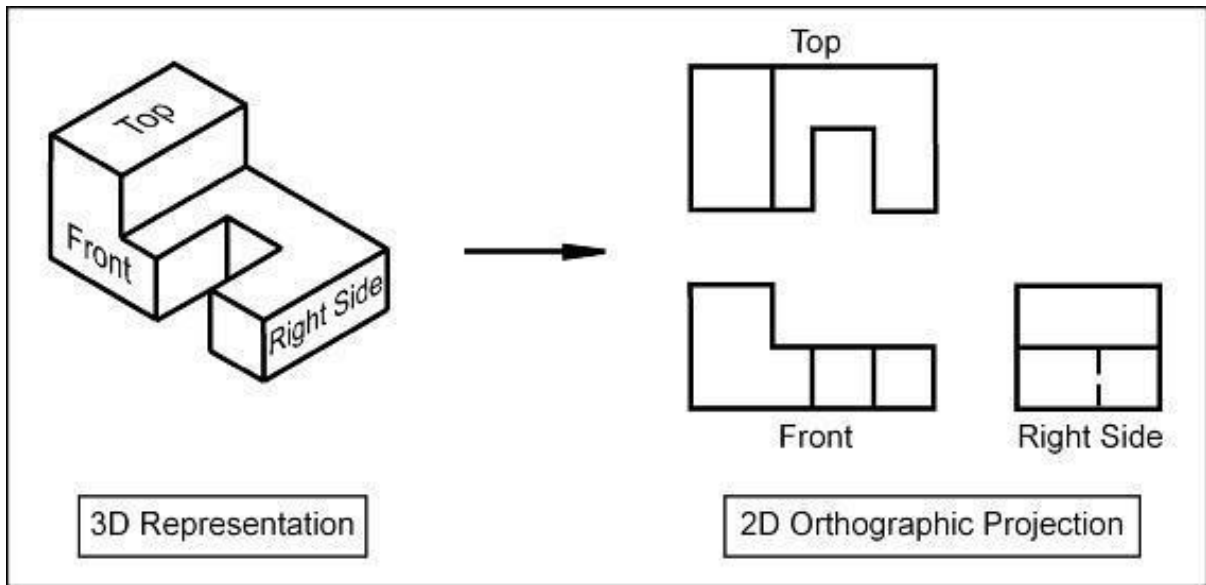 Top
Front
Right Side
3D Representation
Top
Front
Right Side
2D Orthographic Projection